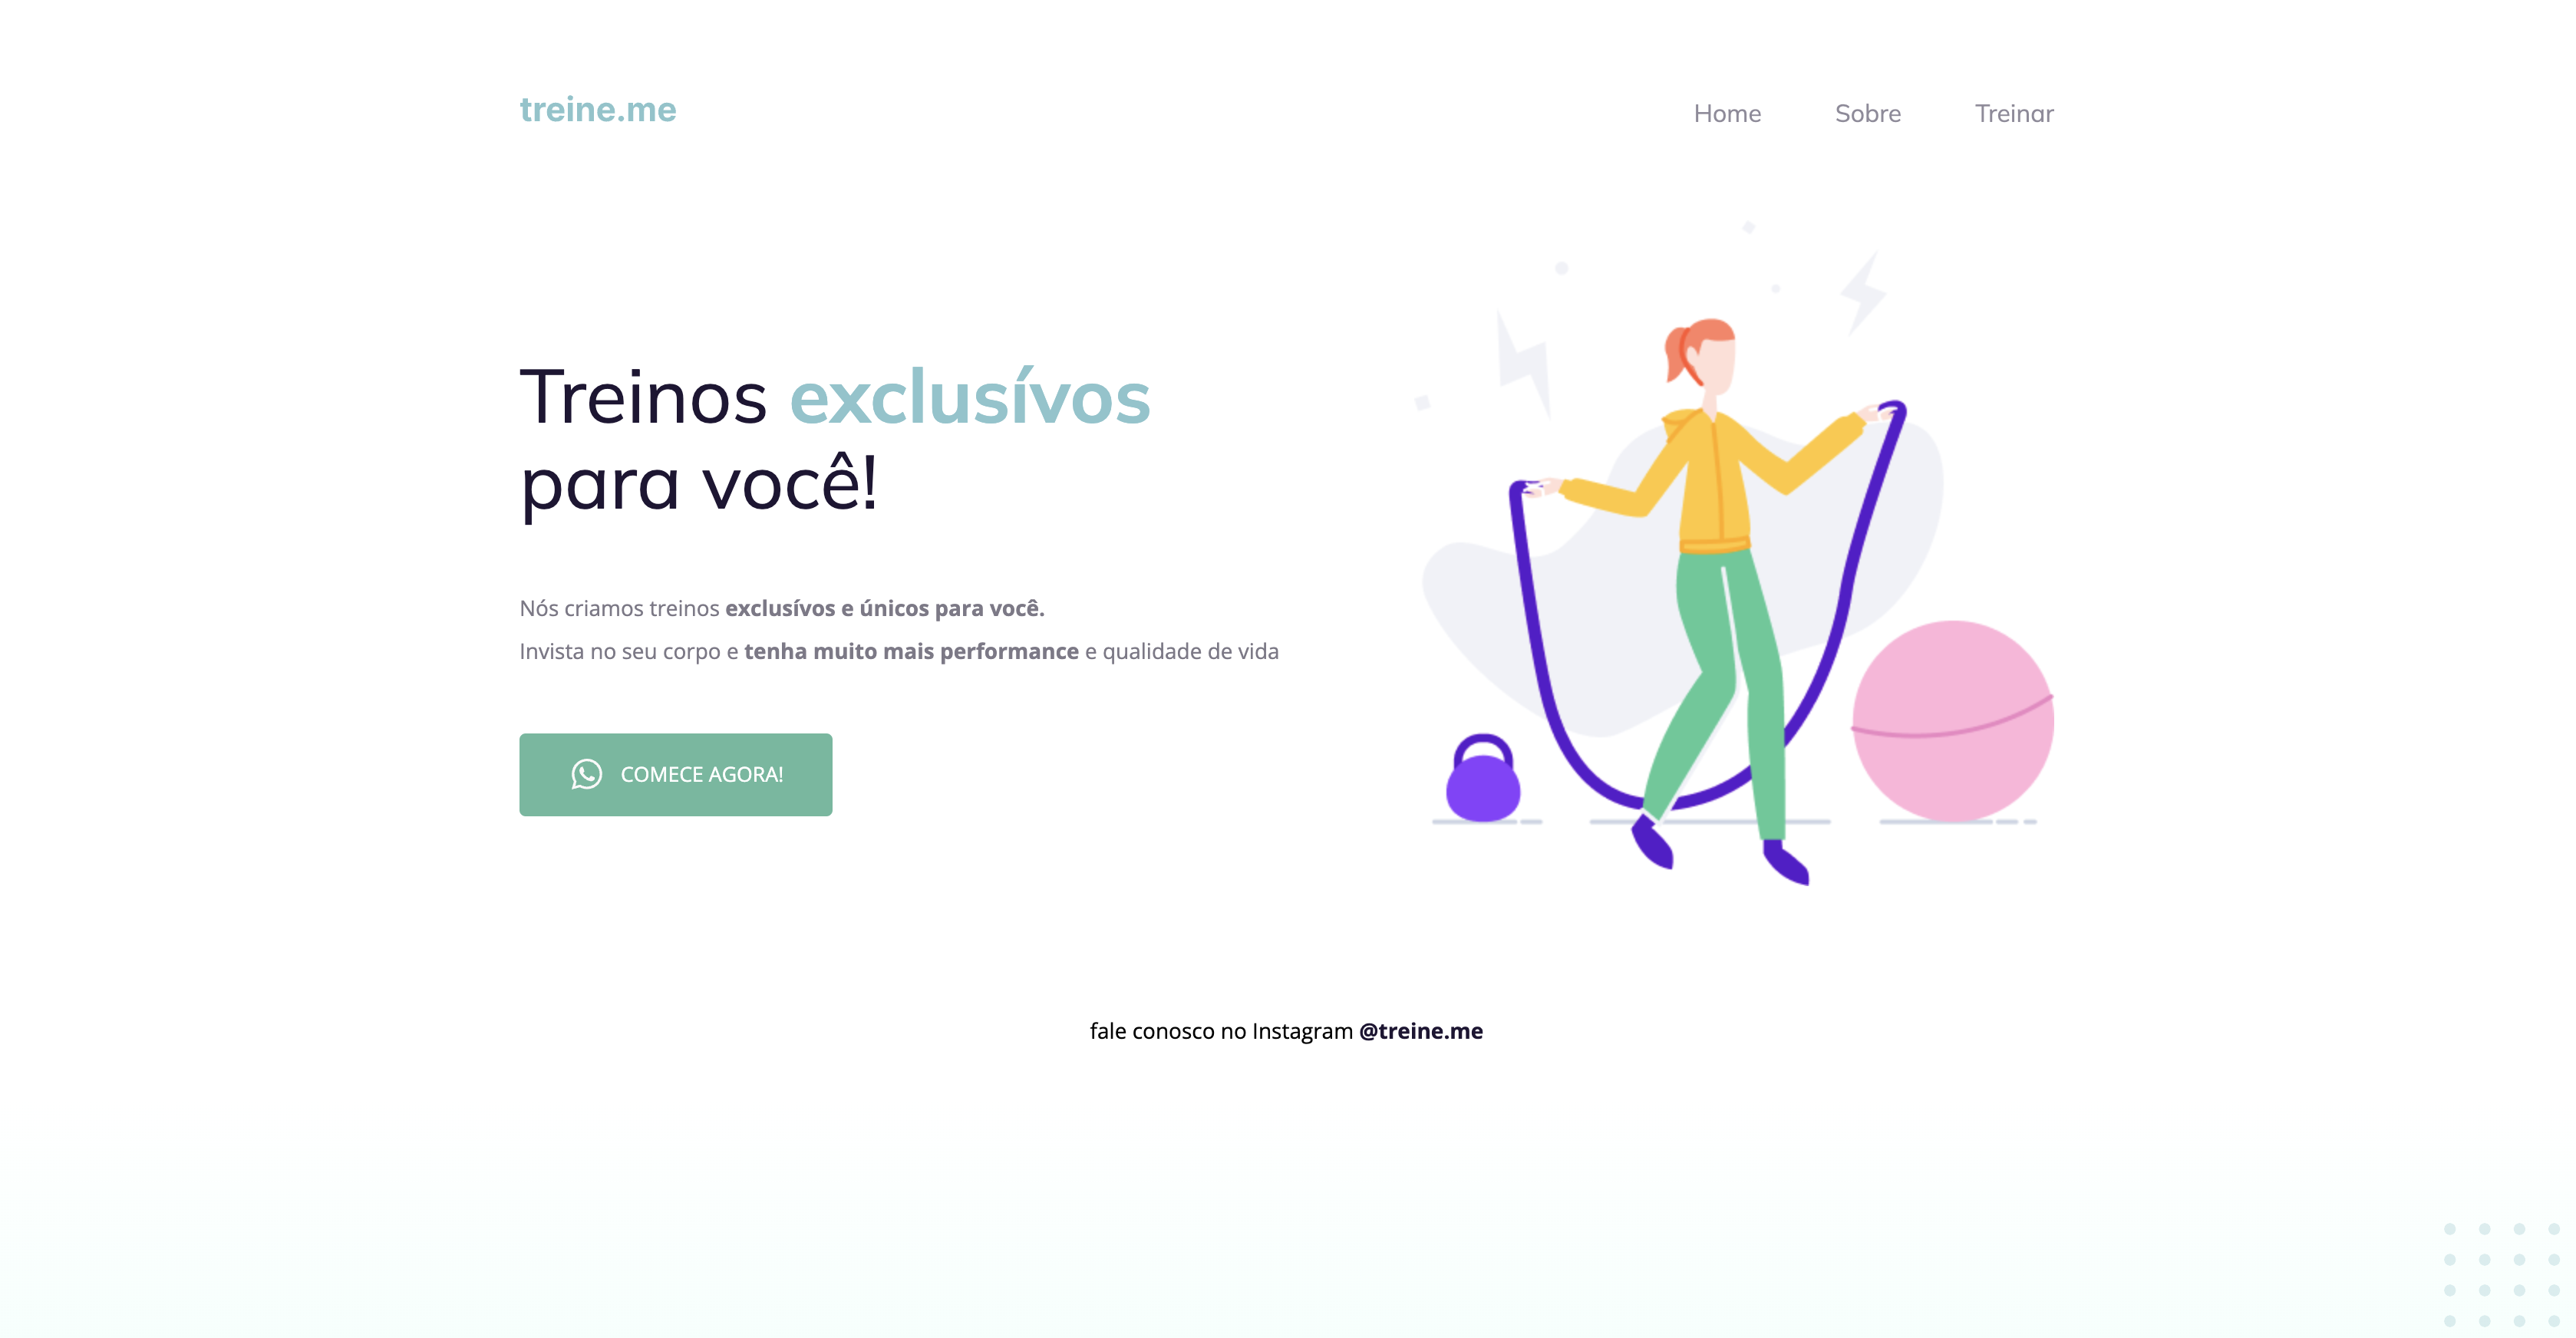 treine.me
Home Sobre Treinar
Treinos exclusívos
para você!
Nós criamos treinos exclusívos e únicos para você.
Invista no seu corpo e tenha muito mais performance e qualidade de vida
COMECE AGORA!
fale conosco no Instagram @treine.me